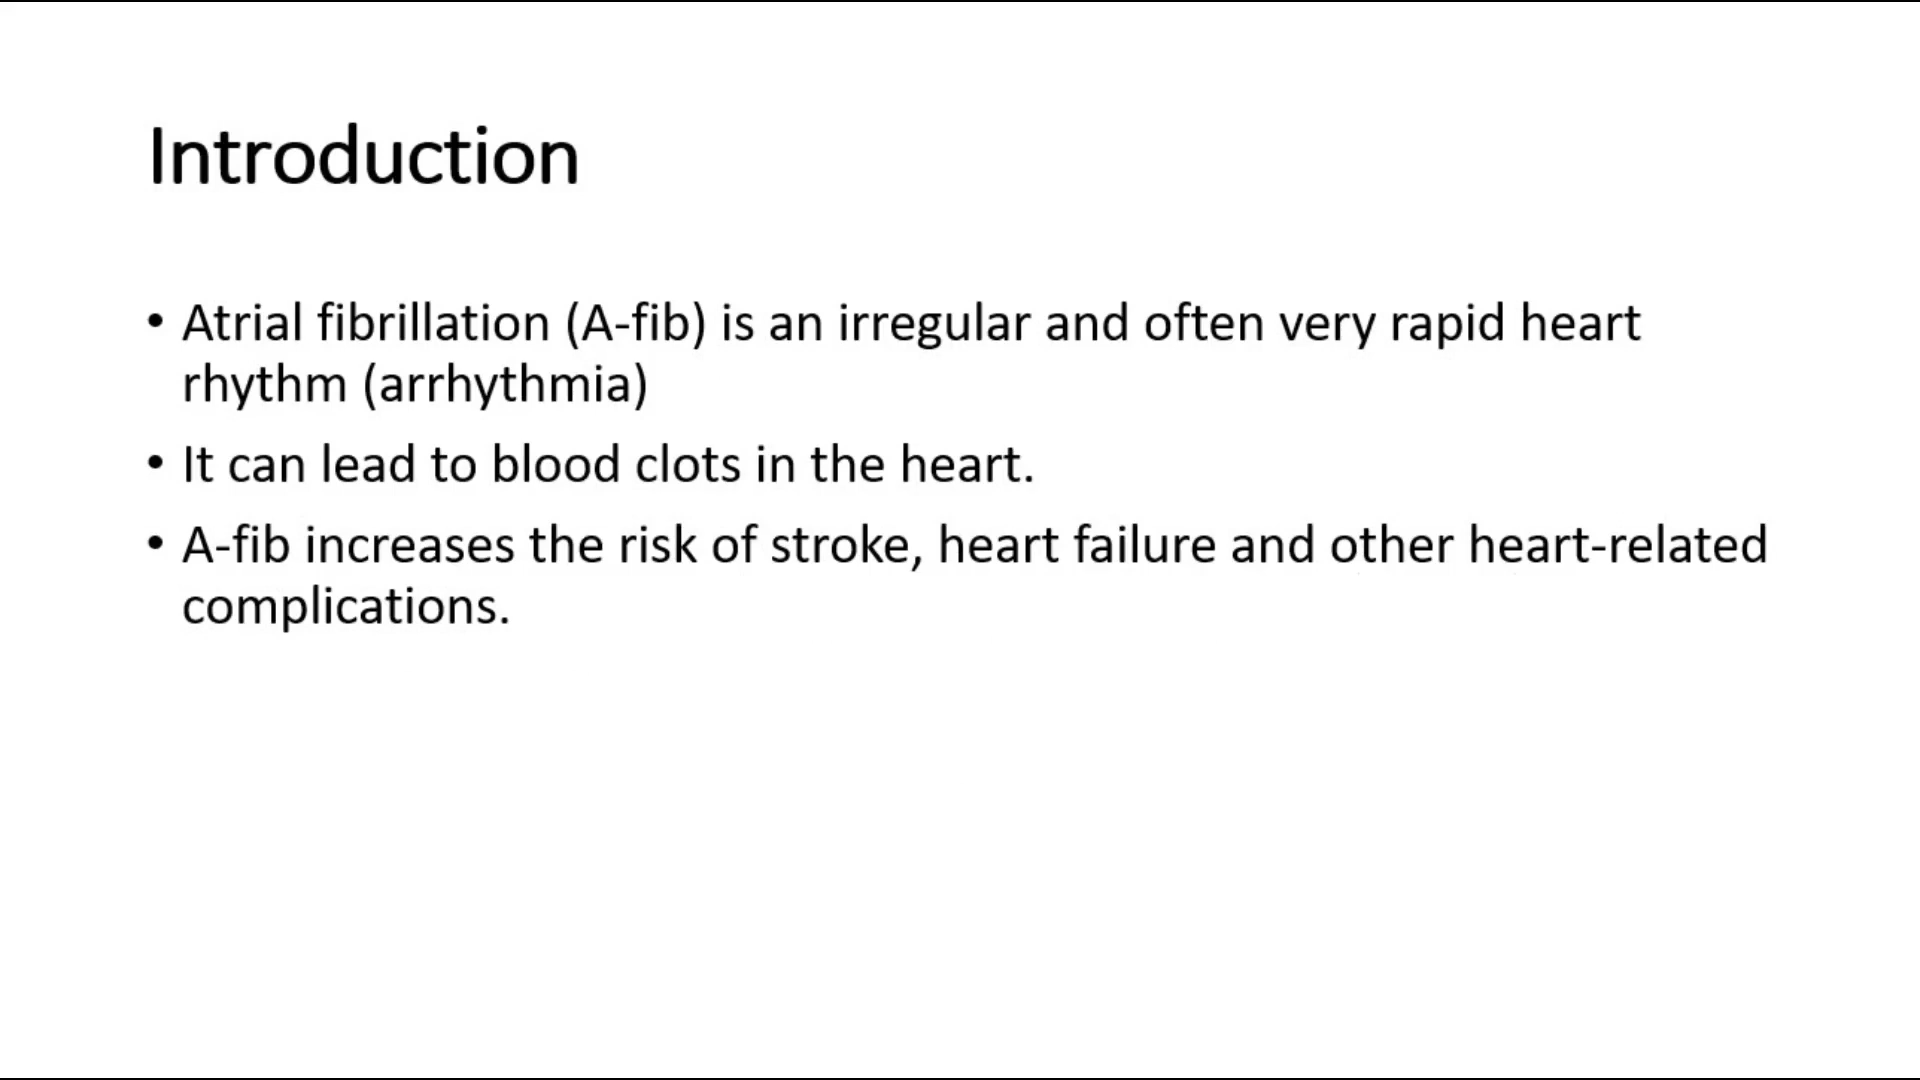 Introduction
• Atrial fibrillation (A-fib) is an irregular and often very rapid heart
rhythm (arrhythmia)
• It can lead to blood clots in the heart.
• A-fib increases the risk of stroke, heart failure and other heart-related
complications.